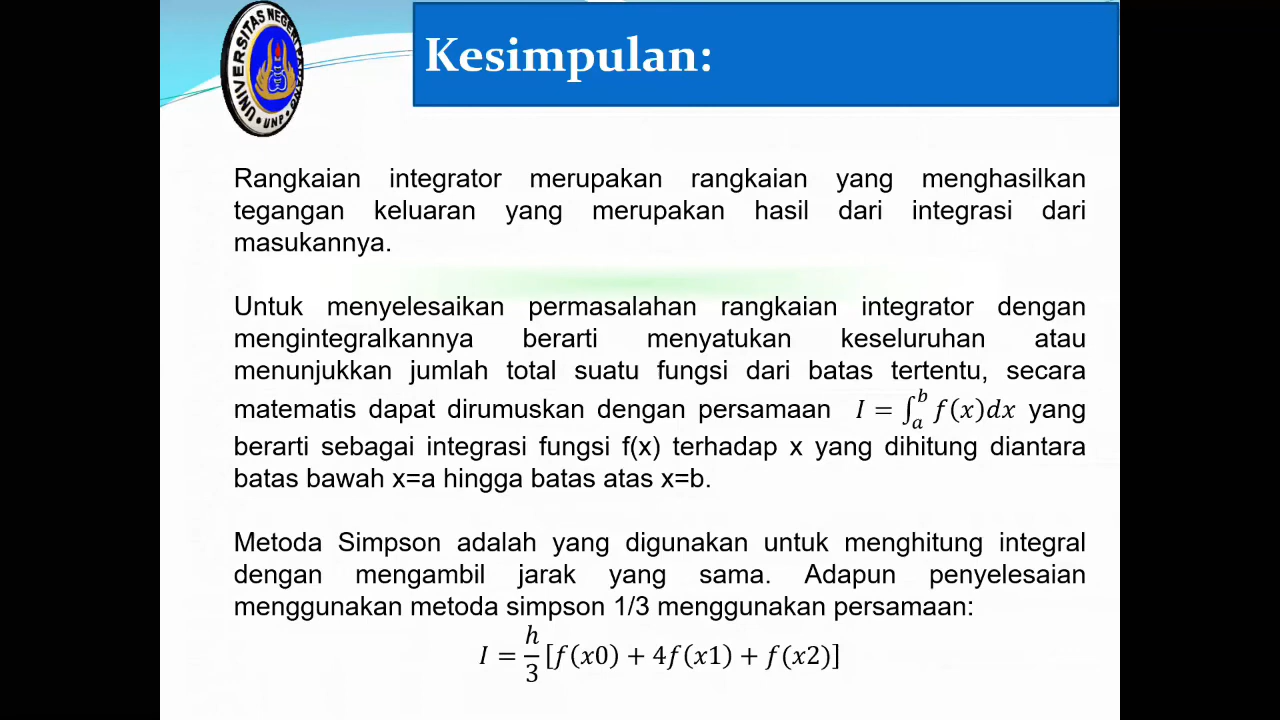 UNIVERSITAS NEGERI PADANG
• UNP •
Kesimpulan:
Rangkaian integrator merupakan rangkaian yang menghasilkan
tegangan keluaran yang merupakan hasil dari integrasi dari
masukannya.
Untuk menyelesaikan permasalahan rangkaian integrator dengan
mengintegralkannya berarti menyatukan keseluruhan atau
menunjukkan jumlah total suatu fungsi dari batas tertentu, secara
matematis dapat dirumuskan dengan persamaan I = ∫_a^b f(x)dx yang
berarti sebagai integrasi fungsi f(x) terhadap x yang dihitung diantara
batas bawah x=a hingga batas atas x=b.
Metoda Simpson adalah yang digunakan untuk menghitung integral
dengan mengambil jarak yang sama. Adapun penyelesaian
menggunakan metoda simpson 1/3 menggunakan persamaan:
I = h/3 [f(x0) + 4f(x1) + f(x2)]